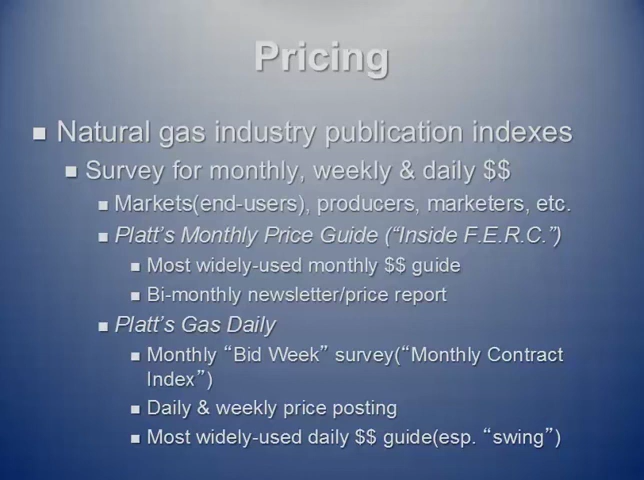 Pricing
Natural gas industry publication indexes
Survey for monthly, weekly & daily $$
Markets(end-users), producers, marketers, etc.
Platt's Monthly Price Guide (“Inside F.E.R.C.”)
Most widely-used monthly $$ guide
Bi-monthly newsletter/price report
Platt's Gas Daily
Monthly “Bid Week” survey(“Monthly Contract
Index”)
Daily & weekly price posting
Most widely-used daily $$ guide(esp. “swing”)